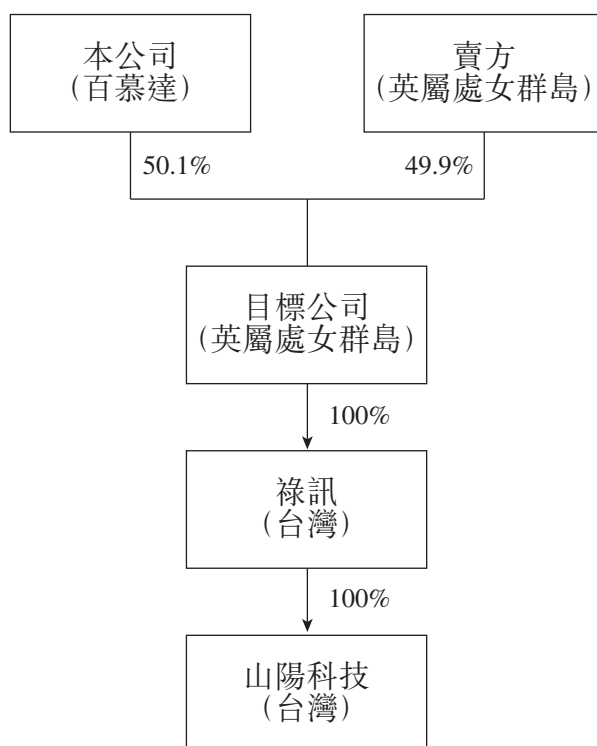 本公司
(百慕達)
賣方
(英屬處女群島)
50.1%
49.9%
目標公司
(英屬處女群島)
100%
祿訊
(台灣)
100%
山陽科技
(台灣)